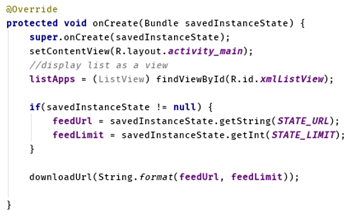 @Override
protected void onCreate(Bundle savedInstanceState) {
super.onCreate(savedInstanceState);
setContentView(R.layout.activity_main);
//display list as a view
listApps = (ListView) findViewById(R.id.xmlListView);
if(savedInstanceState != null) {
feedUrl = savedInstanceState.getString(STATE_URL);
feedLimit = savedInstanceState.getInt(STATE_LIMIT);
}
downloadUrl(String.format(feedUrl, feedLimit));
}